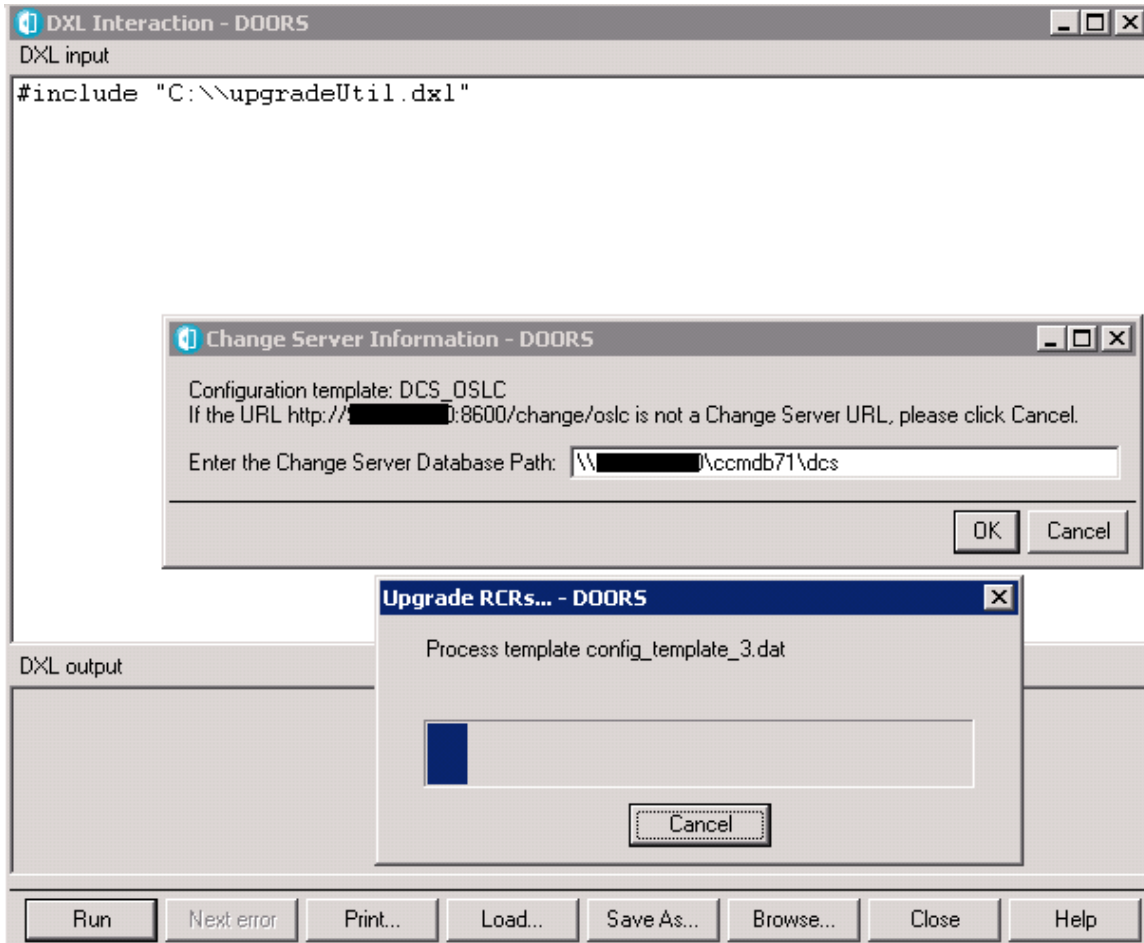 DXL Interaction - DOORS
DXL input
#include "C:\\upgradeUtil.dxl"
Change Server Information - DOORS
Configuration template: DCS_OSLC
If the URL http:// :8600/change/oslc is not a Change Server URL, please click Cancel.
Enter the Change Server Database Path: \\ \ccmdb71\dcs
OK Cancel
Upgrade RCRs... - DOORS
Process template config_template_3.dat
DXL output
Cancel
Run Next error Print... Load... Save As... Browse... Close Help